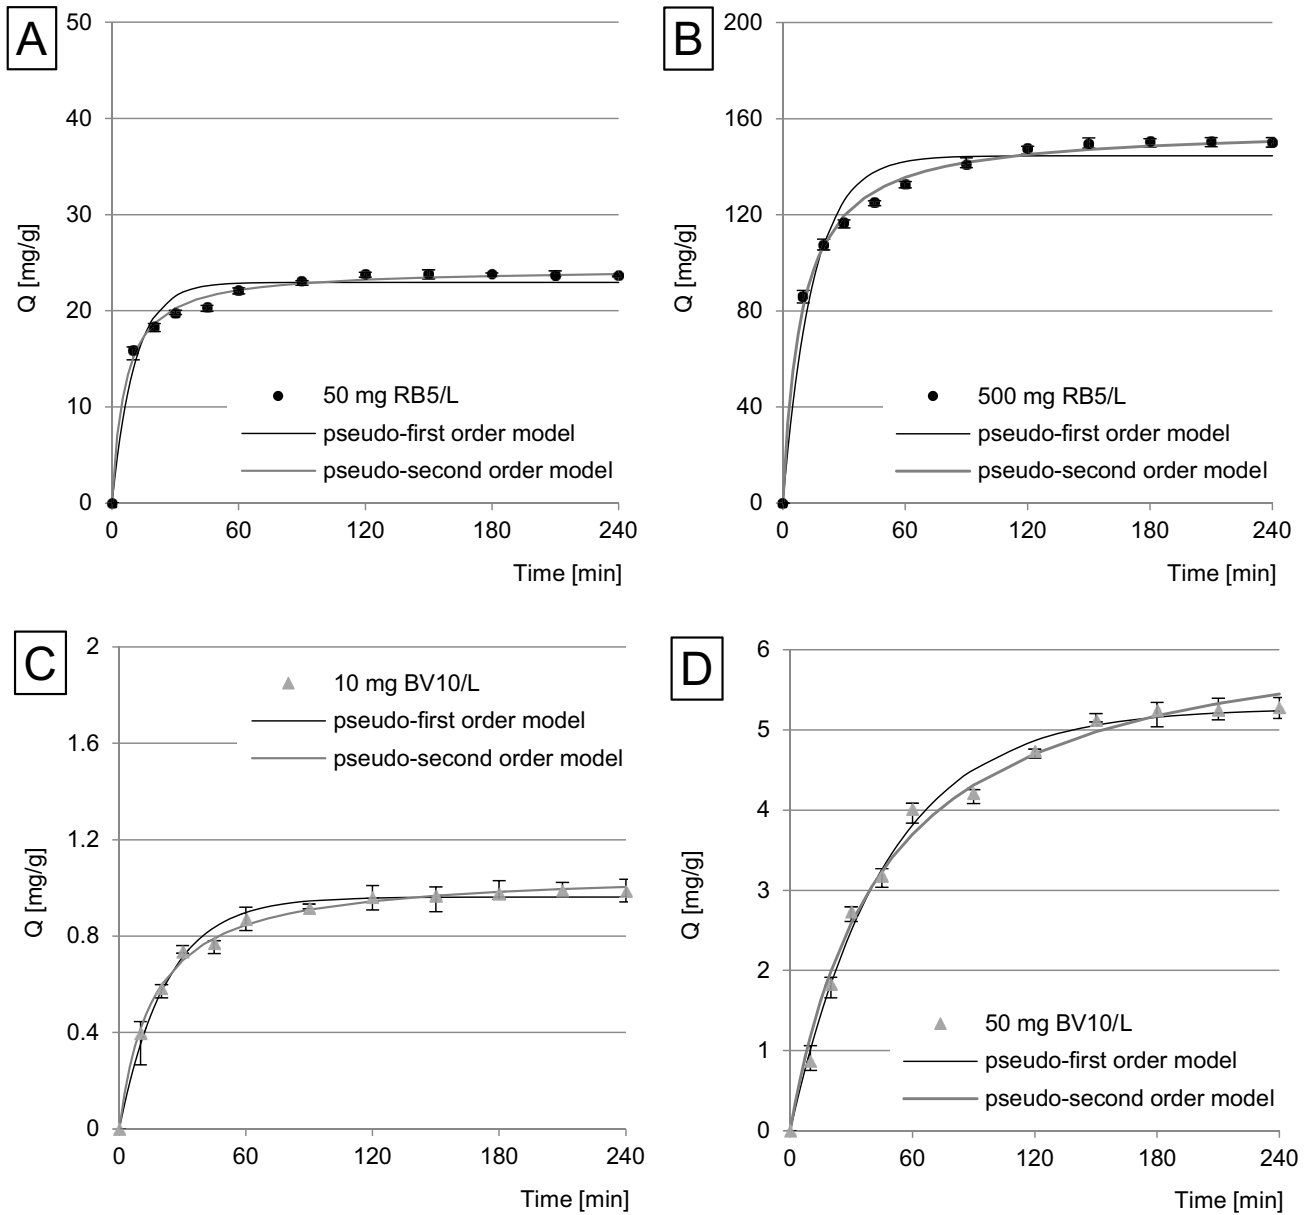 A
50
40
30
20
10
0
Q [mg/g]
50 mg RB5/L
pseudo-first order model
pseudo-second order model
0 60 120 180 240
Time [min]
B
200
160
120
80
40
0
Q [mg/g]
500 mg RB5/L
pseudo-first order model
pseudo-second order model
0 60 120 180 240
Time [min]
C
2
1.6
1.2
0.8
0.4
0
Q [mg/g]
10 mg BV10/L
pseudo-first order model
pseudo-second order model
0 60 120 180 240
Time [min]
D
6
5
4
3
2
1
0
Q [mg/g]
50 mg BV10/L
pseudo-first order model
pseudo-second order model
0 60 120 180 240
Time [min]